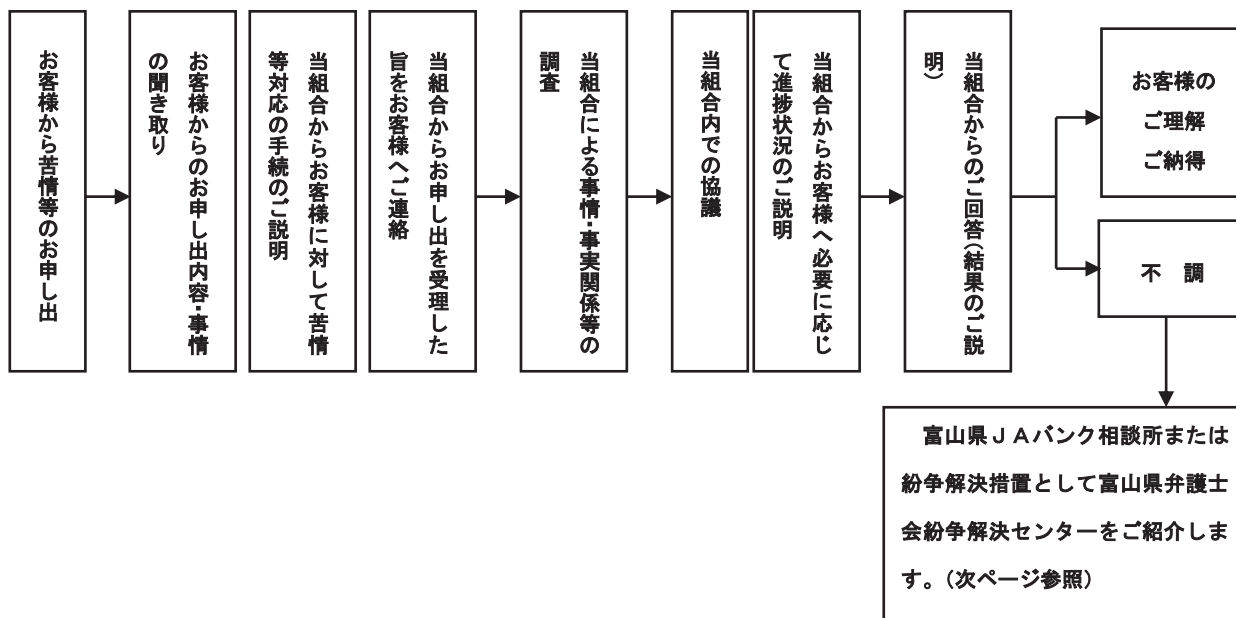 お客様から苦情等のお申し出
お客様からのお申し出内容・事情
の聞き取り
当組合からお客様に対して苦情
等対応の手続のご説明
当組合からお申し出を受理した
旨をお客様へご連絡
当組合による事情・事実関係等の
調査
当組合内での協議
当組合からお客様へ必要に応じ
て進捗状況のご説明
当組合からのご回答（結果のご説
明）
お客様の
ご理解
ご納得
不 調
富山県ＪＡバンク相談所または
紛争解決措置として富山県弁護士
会紛争解決センターをご紹介しま
す。（次ページ参照）